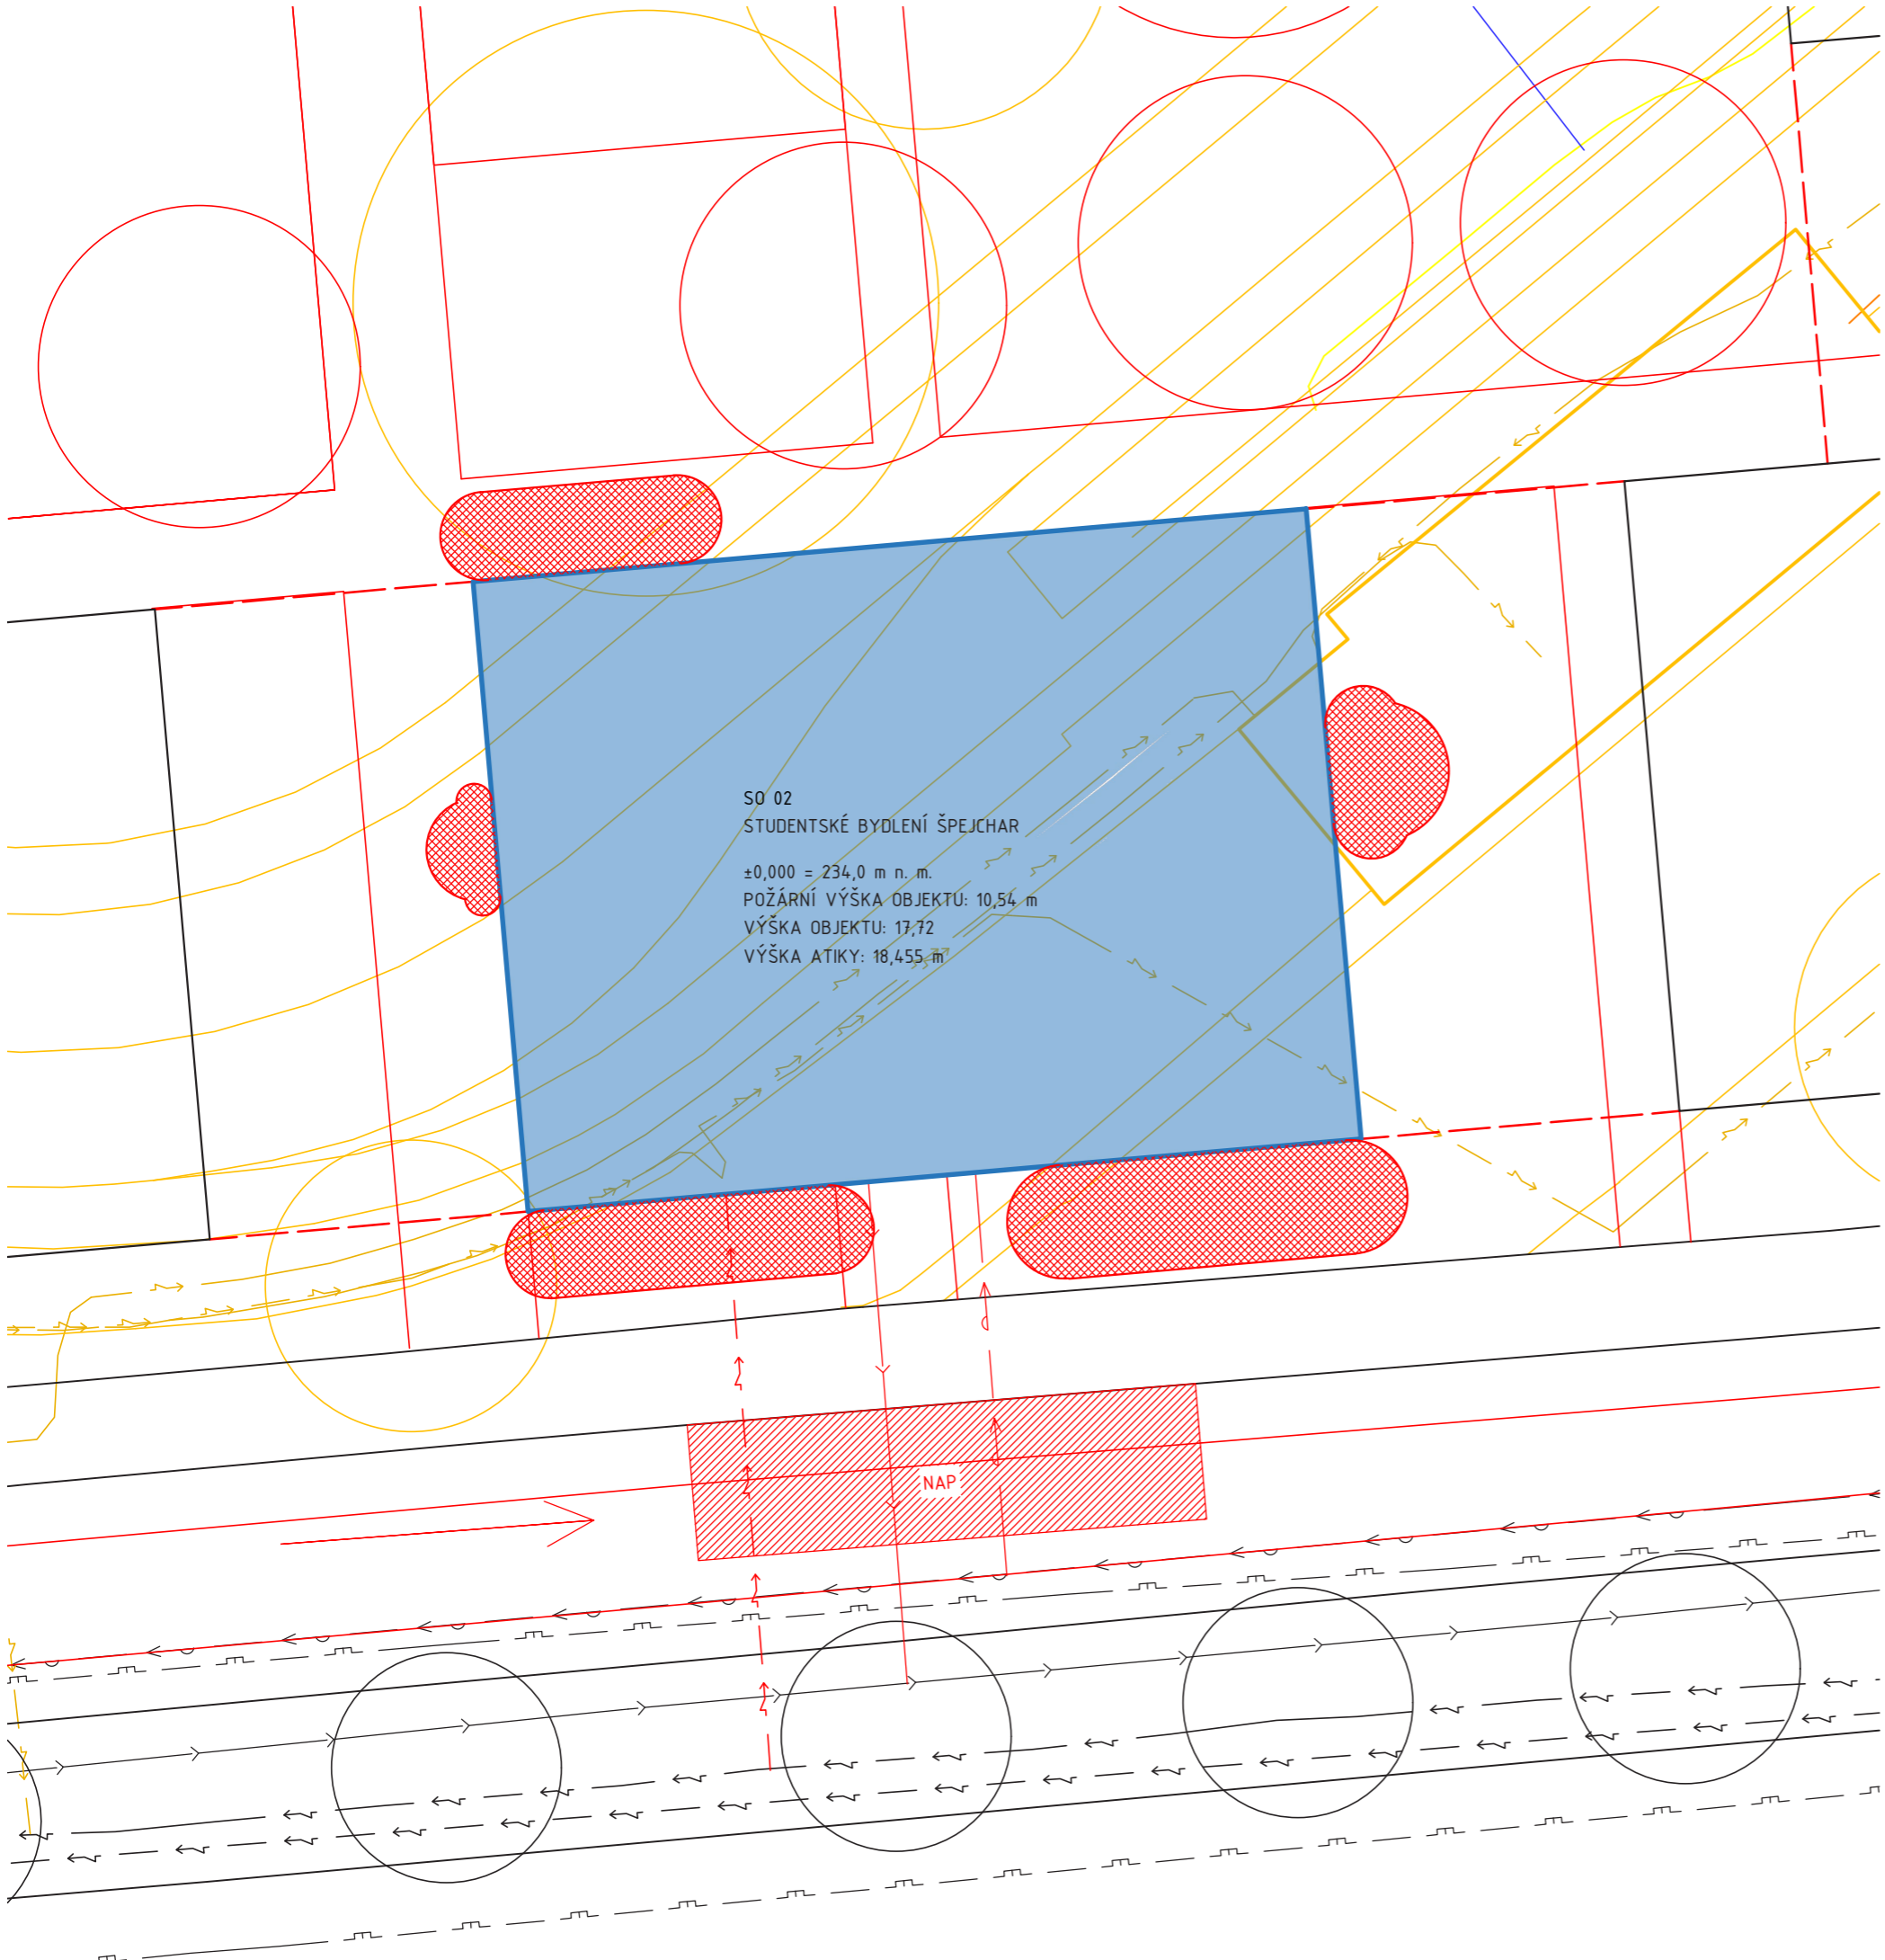 SO 02
STUDENTSKÉ BYDLENÍ ŠPEJCHAR
±0,000 = 234,0 m n. m.
POŽÁRNÍ VÝŠKA OBJEKTU: 10,54 m
VÝŠKA OBJEKTU: 17,72
VÝŠKA ATIKY: 18,455 m
NAP